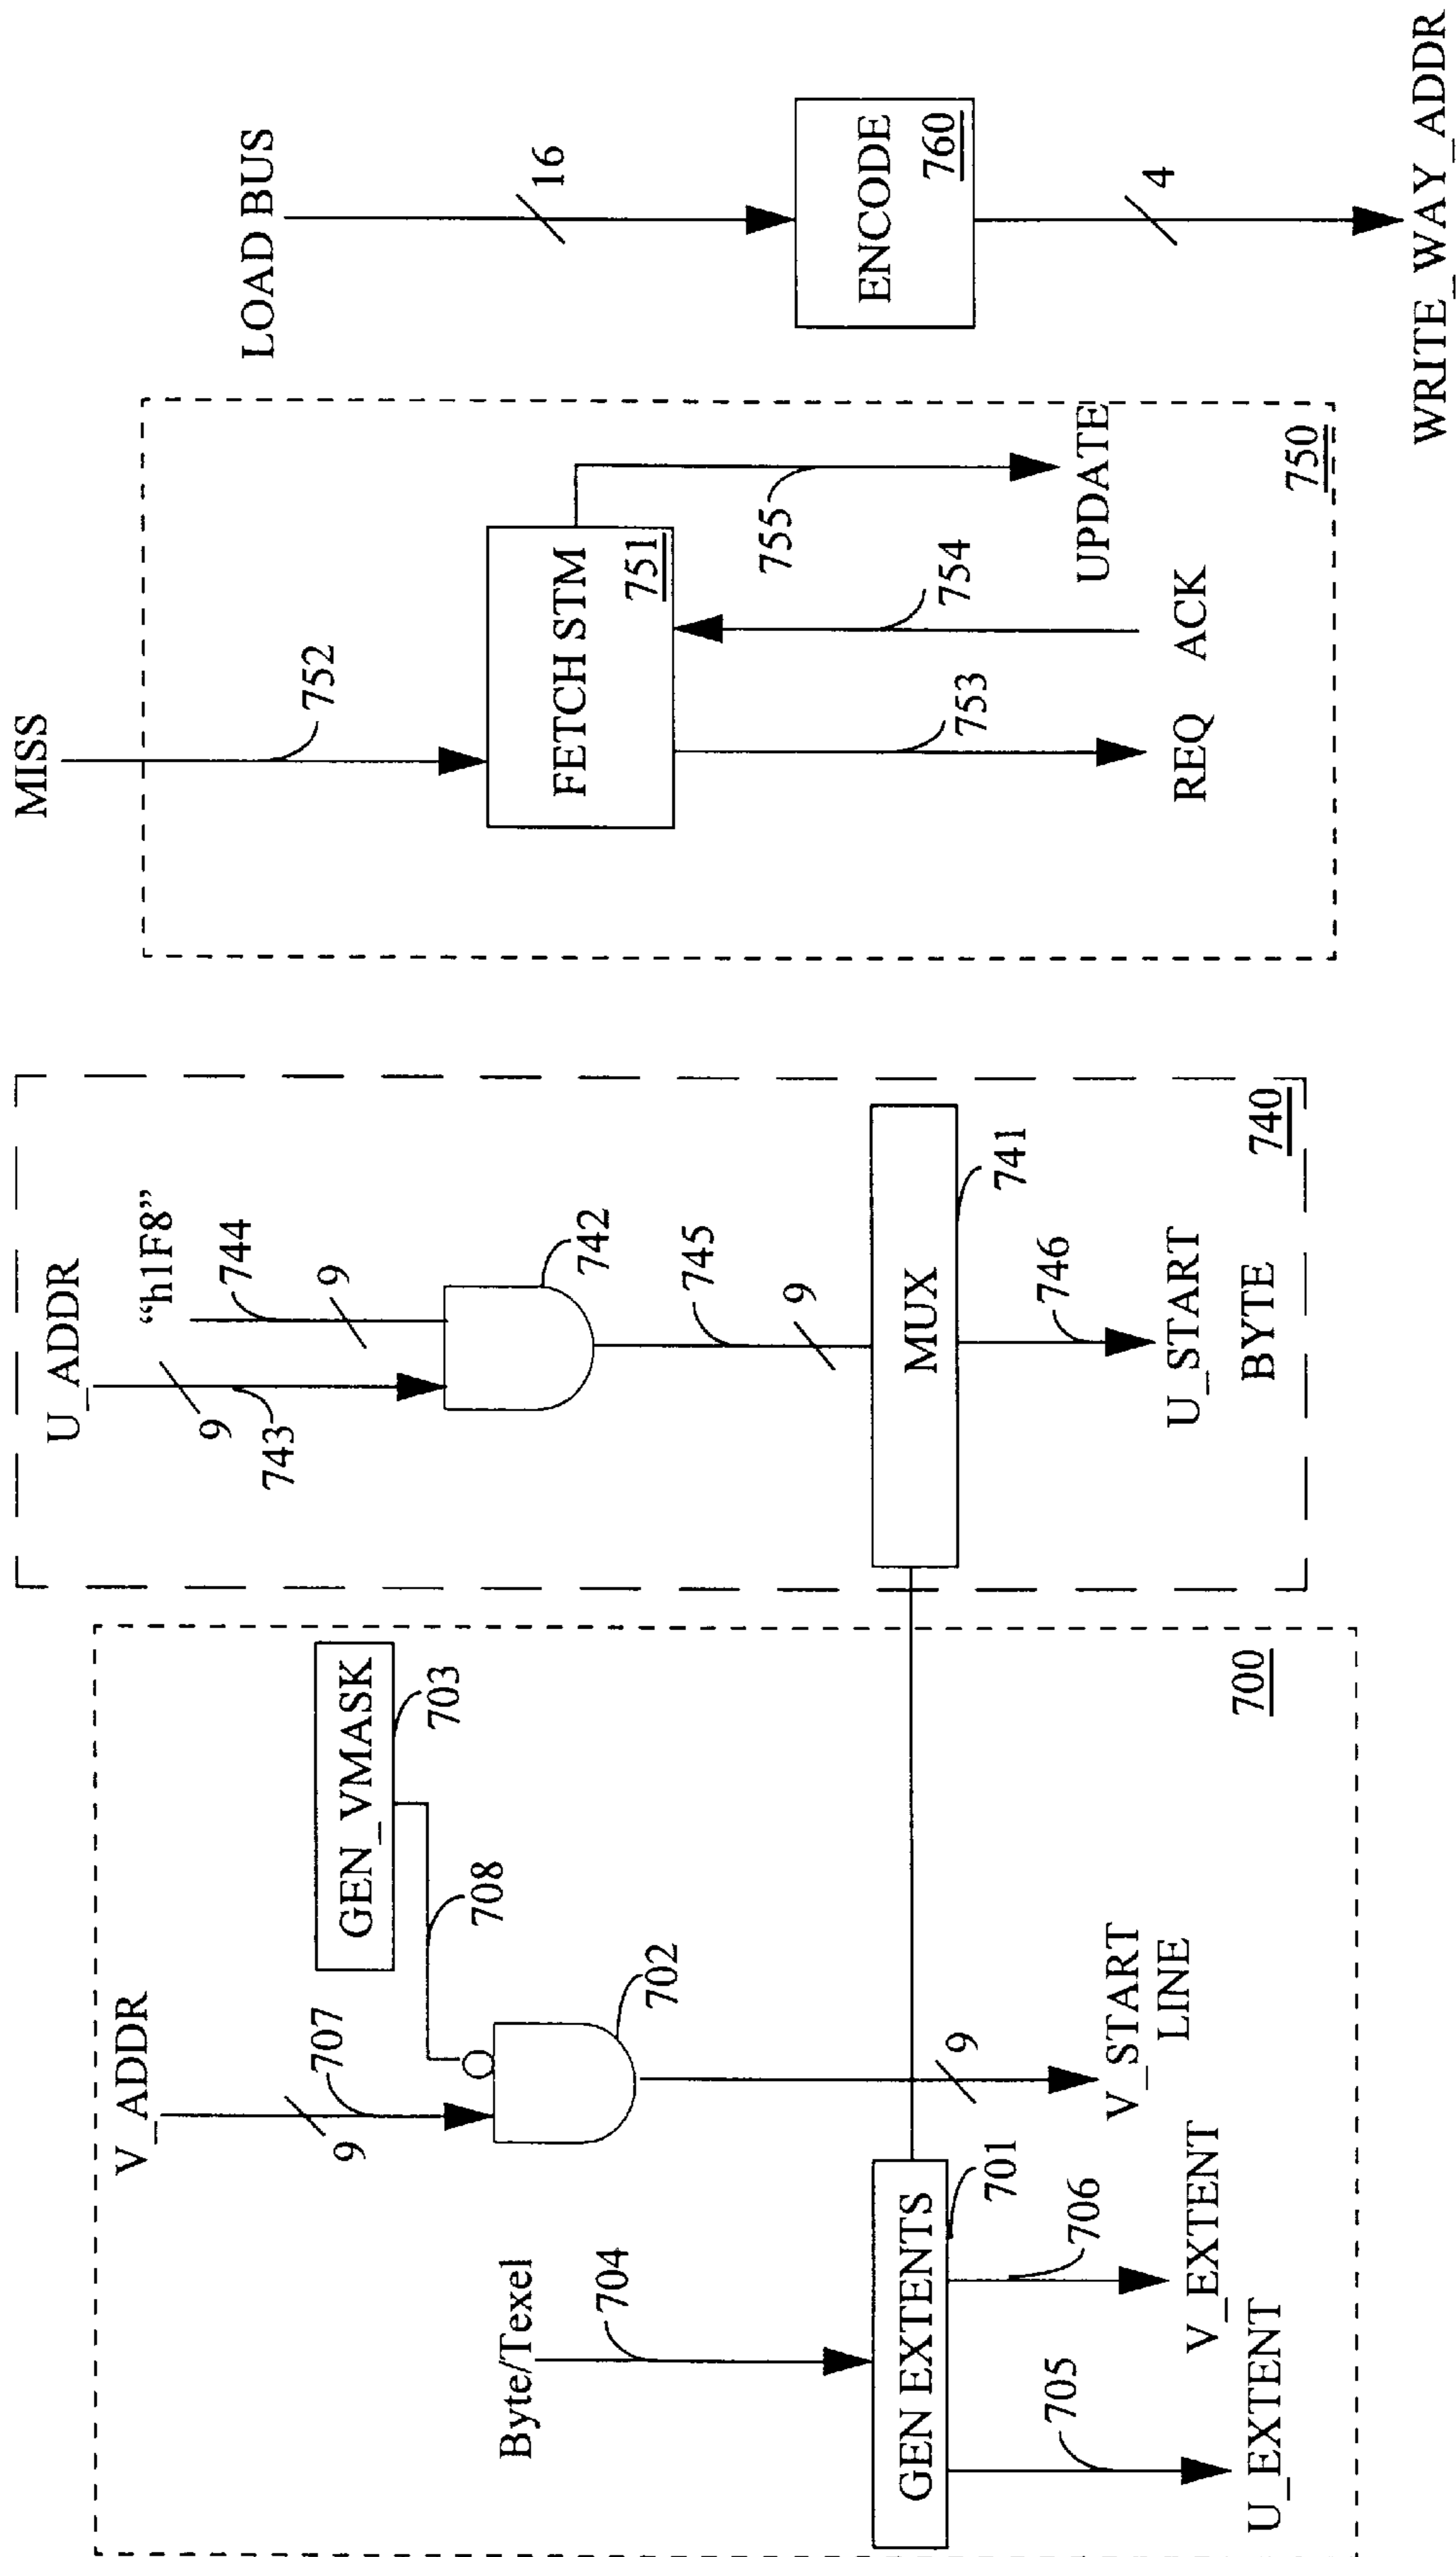 V_ADDR
9
707
GEN_VMASK
703
708
702
Byte/Texel
704
GEN EXTENTS
701
705
706
U_EXTENT
V_EXTENT
9
V_START
LINE
700
U_ADDR
"h1F8"
9
743
9
744
742
745
9
MUX
741
746
U_START
BYTE
740
MISS
752
FETCH STM
751
753
754
755
REQ
ACK
UPDATE
750
LOAD BUS
16
ENCODE
760
4
WRITE_WAY_ADDR